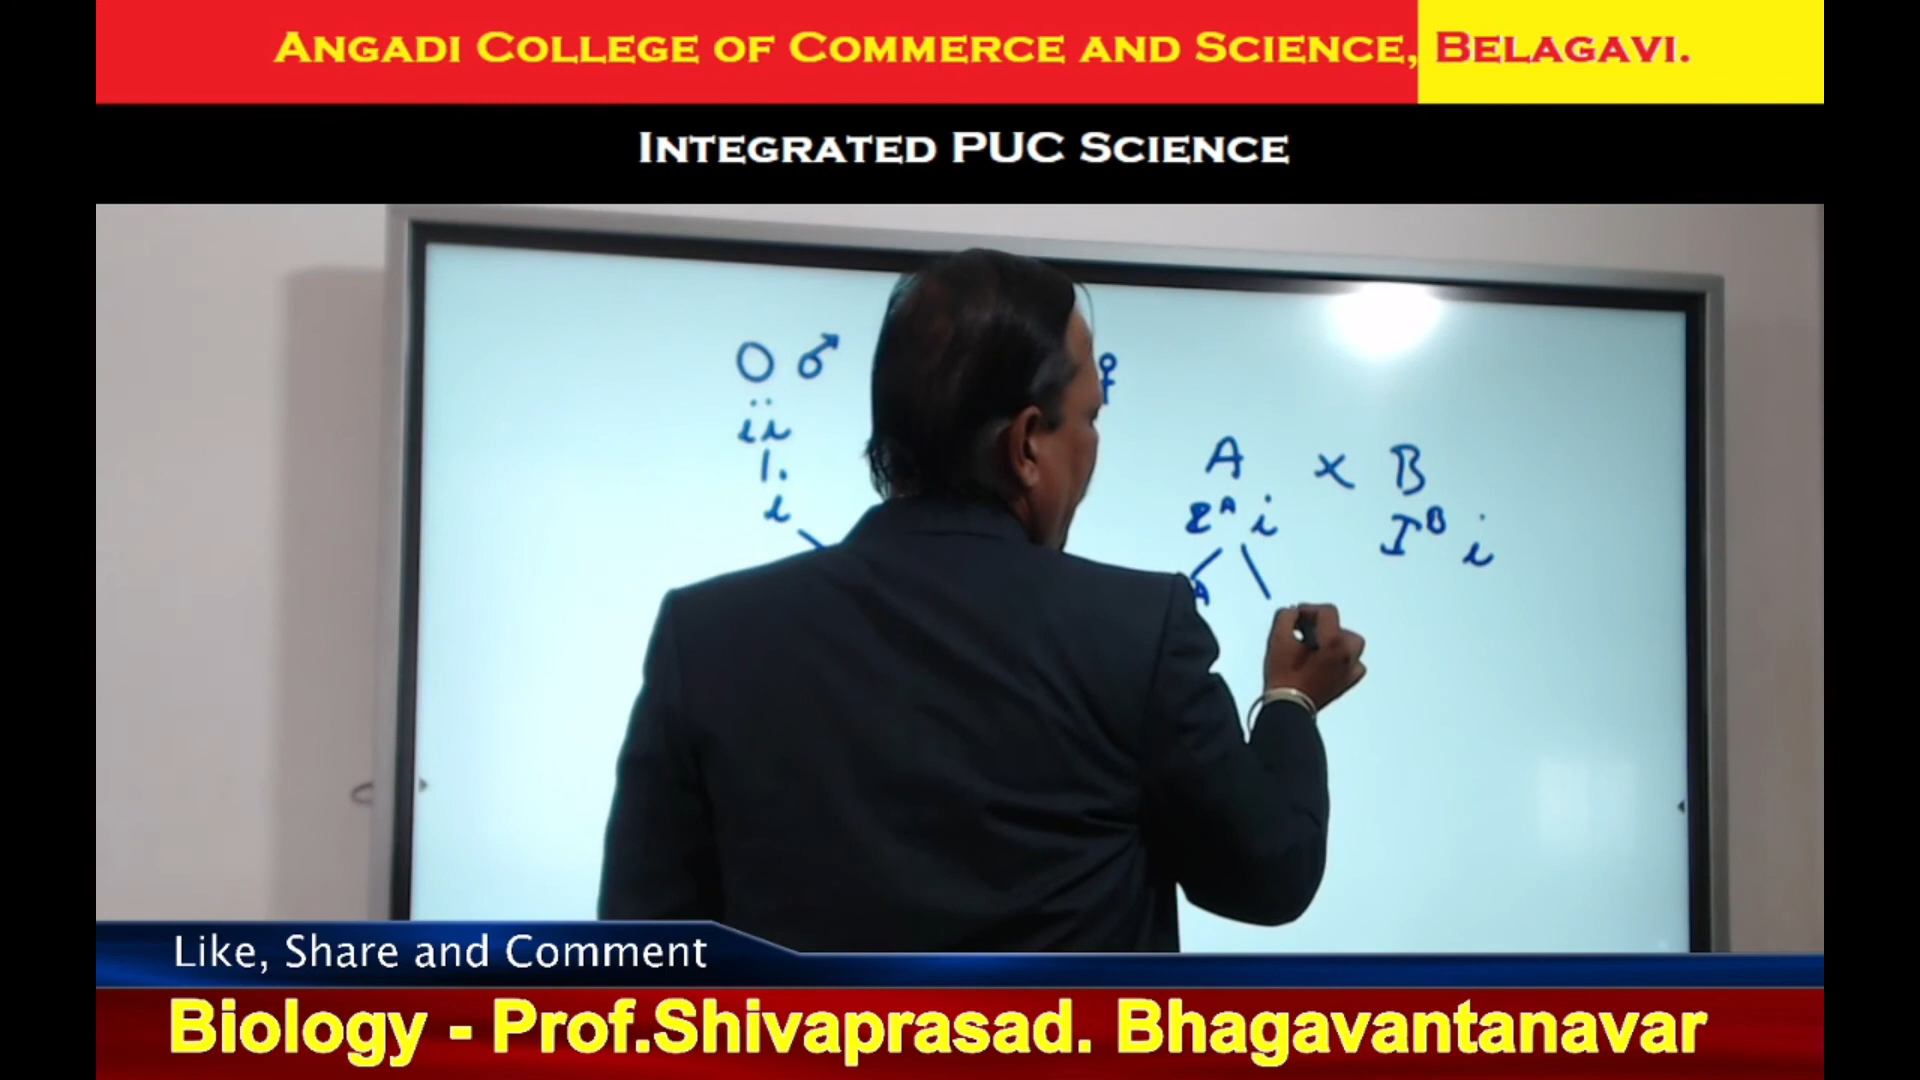 ANGADI COLLEGE OF COMMERCE AND SCIENCE, BELAGAVI.
INTEGRATED PUC SCIENCE
O ♂ ♀
ii
i
A x B
Iᴬ i Iᴮ i
A
Like, Share and Comment
Biology - Prof.Shivaprasad. Bhagavantanavar